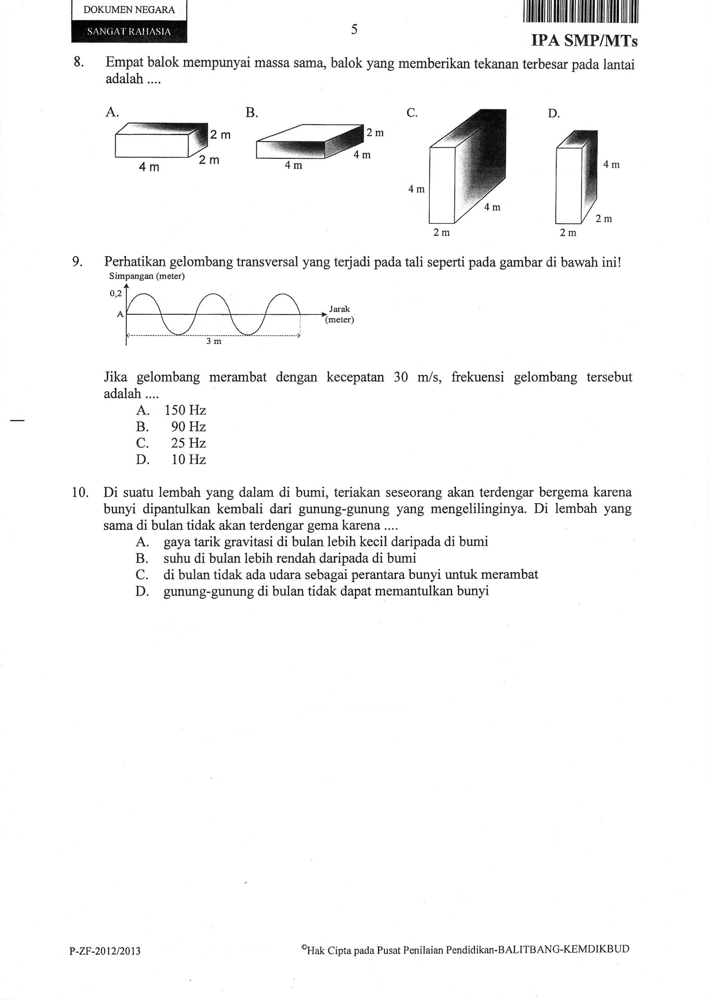 DOKUMEN NEGARA
SANGAT RAHASIA
5
IPA SMP/MTs
8. Empat balok mempunyai massa sama, balok yang memberikan tekanan terbesar pada lantai
adalah ....
A. B. C. D.
2 m
2 m
4 m
2 m
4 m
4 m
4 m
4 m
2 m
4 m
2 m
2 m
9. Perhatikan gelombang transversal yang terjadi pada tali seperti pada gambar di bawah ini!
Simpangan (meter)
0,2
A
Jarak
(meter)
3 m
Jika gelombang merambat dengan kecepatan 30 m/s, frekuensi gelombang tersebut
adalah ....
A. 150 Hz
B. 90 Hz
C. 25 Hz
D. 10 Hz
10. Di suatu lembah yang dalam di bumi, teriakan seseorang akan terdengar bergema karena
bunyi dipantulkan kembali dari gunung-gunung yang mengelilinginya. Di lembah yang
sama di bulan tidak akan terdengar gema karena ....
A. gaya tarik gravitasi di bulan lebih kecil daripada di bumi
B. suhu di bulan lebih rendah daripada di bumi
C. di bulan tidak ada udara sebagai perantara bunyi untuk merambat
D. gunung-gunung di bulan tidak dapat memantulkan bunyi
P-ZF-2012/2013
©Hak Cipta pada Pusat Penilaian Pendidikan-BALITBANG-KEMDIKBUD